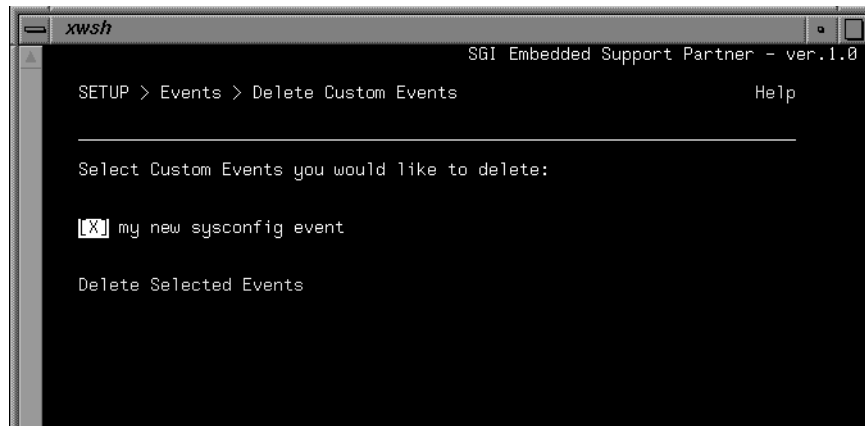 xwsh
SGI Embedded Support Partner - ver.1.0
SETUP > Events > Delete Custom Events Help
Select Custom Events you would like to delete:
[X] my new sysconfig event
Delete Selected Events